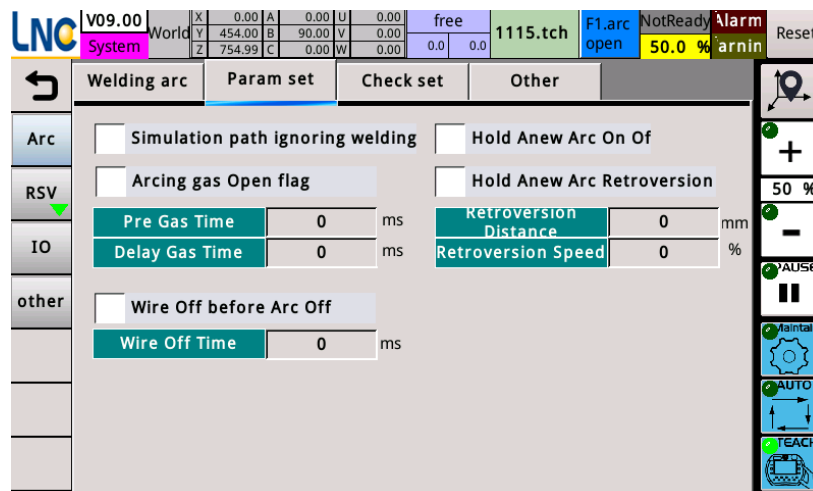 LNC V09.00 System World X 0.00 A 0.00 U 0.00 free 1115.tch F1.arc open NotReady Alarm Reset
Y 454.00 B 90.00 V 0.00
Z 754.99 C 0.00 W 0.00 0.0 0.0 50.0 % arnin
Welding arc Param set Check set Other
Arc
RSV
IO
other
Simulation path ignoring welding Hold Anew Arc On Of
Arcing gas Open flag Hold Anew Arc Retroversion
Pre Gas Time 0 ms Retroversion Distance 0 mm
Delay Gas Time 0 ms Retroversion Speed 0 %
Wire Off before Arc Off
Wire Off Time 0 ms
+
50 %
-
PAUSE
Maintai
AUTO
TEACH